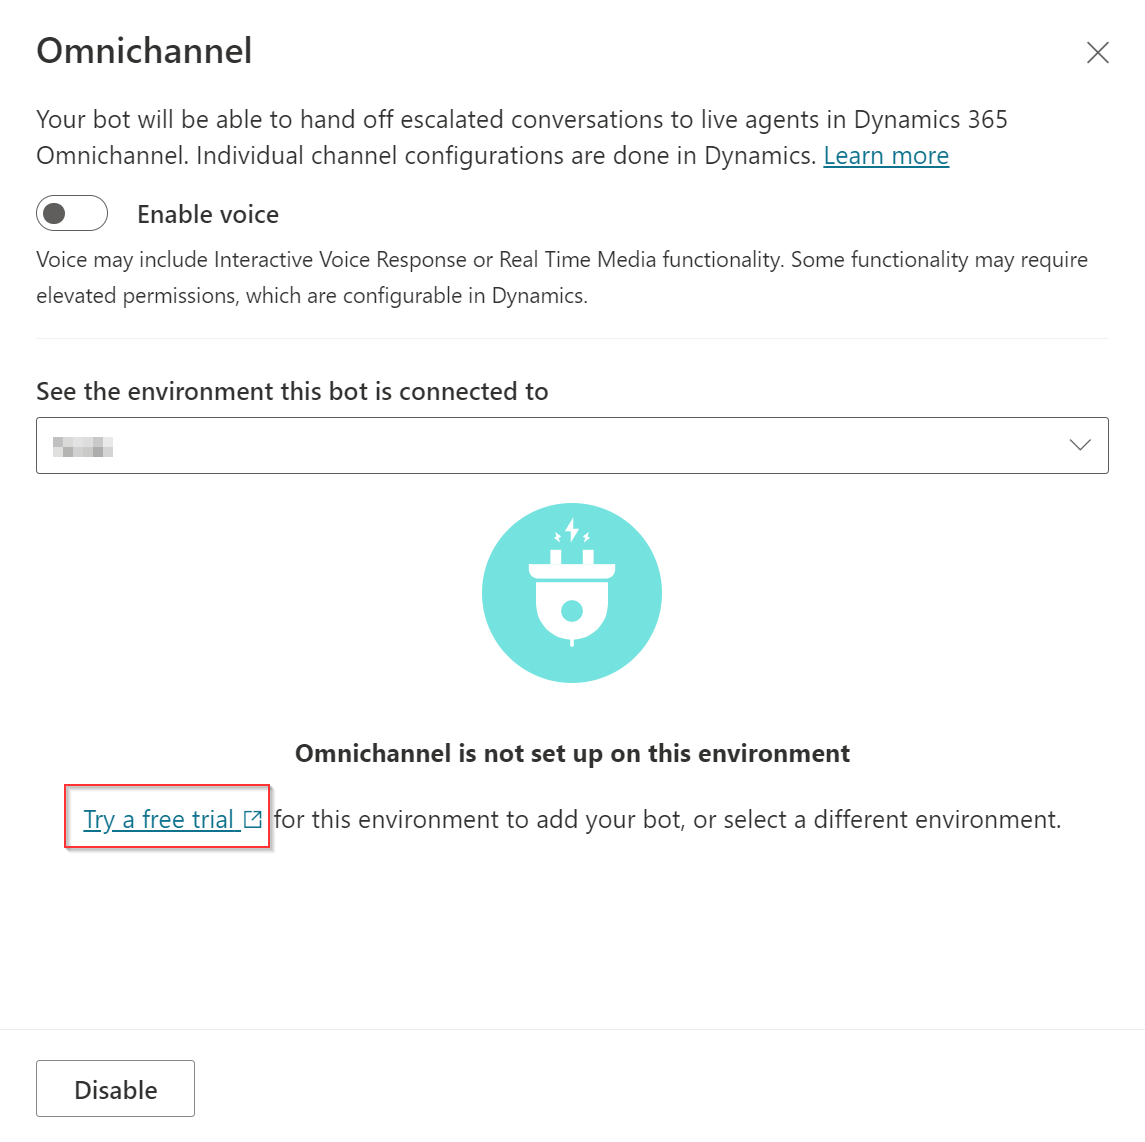 Omnichannel
Your bot will be able to hand off escalated conversations to live agents in Dynamics 365
Omnichannel. Individual channel configurations are done in Dynamics. Learn more
Enable voice
Voice may include Interactive Voice Response or Real Time Media functionality. Some functionality may require
elevated permissions, which are configurable in Dynamics.
See the environment this bot is connected to
Omnichannel is not set up on this environment
Try a free trial for this environment to add your bot, or select a different environment.
Disable